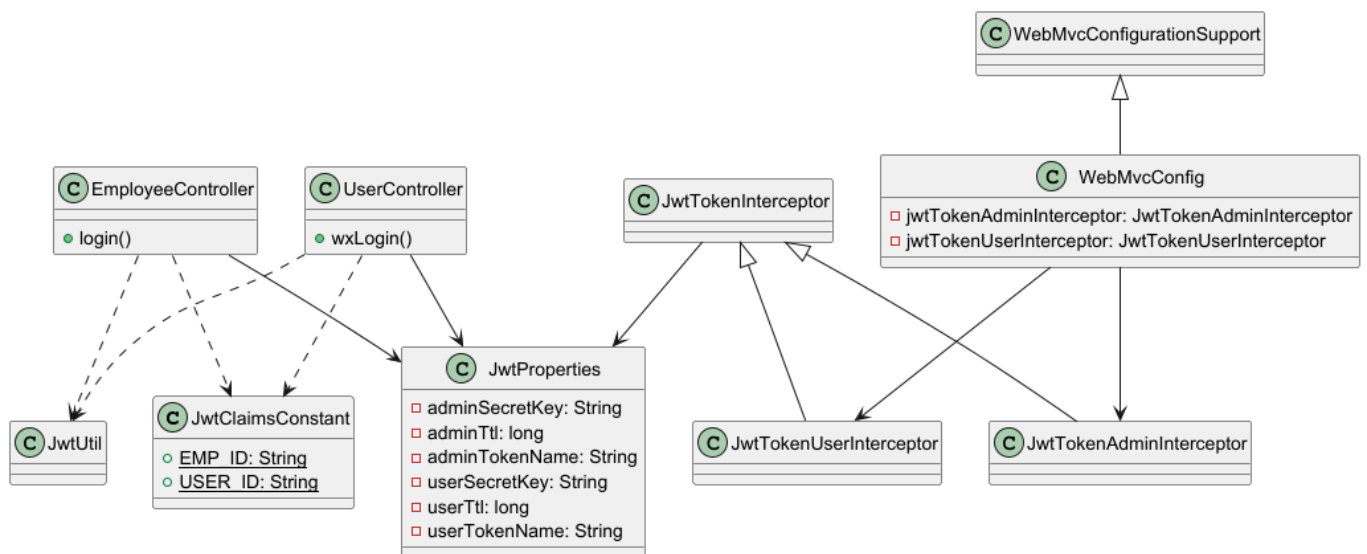 C WebMvcConfigurationSupport
C EmployeeController
login()
C UserController
wxLogin()
C JwtTokenInterceptor
C WebMvcConfig
jwtTokenAdminInterceptor: JwtTokenAdminInterceptor
jwtTokenUserInterceptor: JwtTokenUserInterceptor
C JwtUtil
C JwtClaimsConstant
EMP_ID: String
USER_ID: String
C JwtProperties
adminSecretKey: String
adminTtl: long
adminTokenName: String
userSecretKey: String
userTtl: long
userTokenName: String
C JwtTokenUserInterceptor
C JwtTokenAdminInterceptor